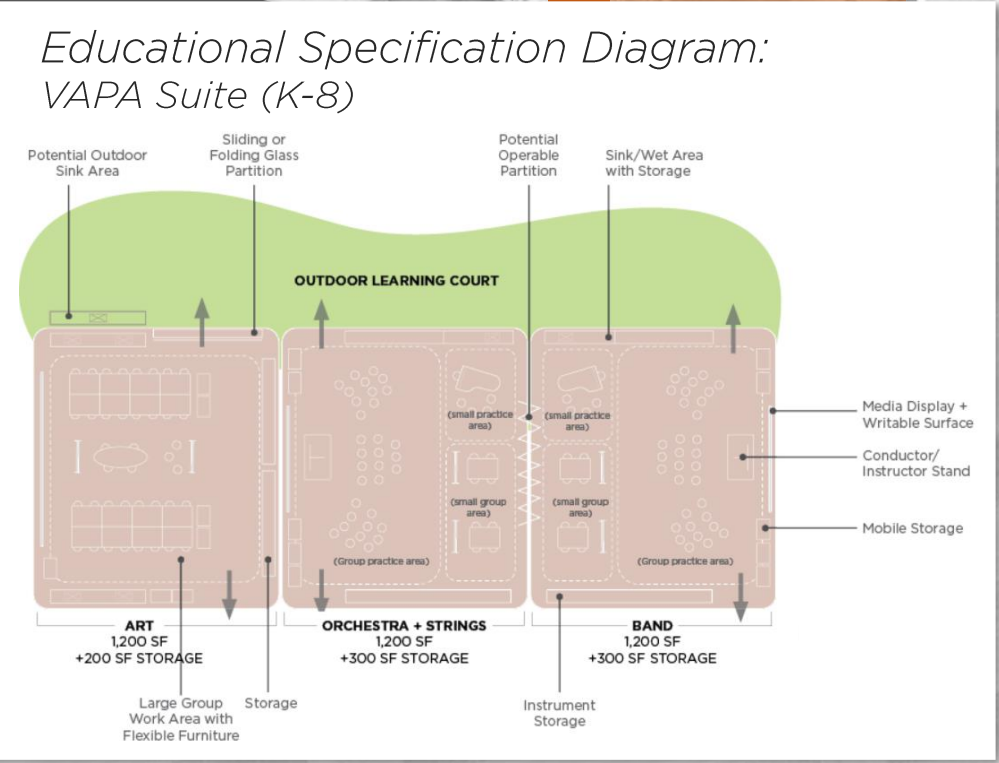 Educational Specification Diagram:
VAPA Suite (K-8)
Potential Outdoor
Sink Area
Sliding or
Folding Glass
Partition
Potential
Operable
Partition
Sink/Wet Area
with Storage
OUTDOOR LEARNING COURT
(small practice
area)
(small practice
area)
(small group
area)
(small group
area)
(Group practice area)
(Group practice area)
Media Display +
Writable Surface
Conductor/
Instructor Stand
Mobile Storage
ART
1,200 SF
+200 SF STORAGE
ORCHESTRA + STRINGS
1,200 SF
+300 SF STORAGE
BAND
1,200 SF
+300 SF STORAGE
Large Group
Work Area with
Flexible Furniture
Storage
Instrument
Storage